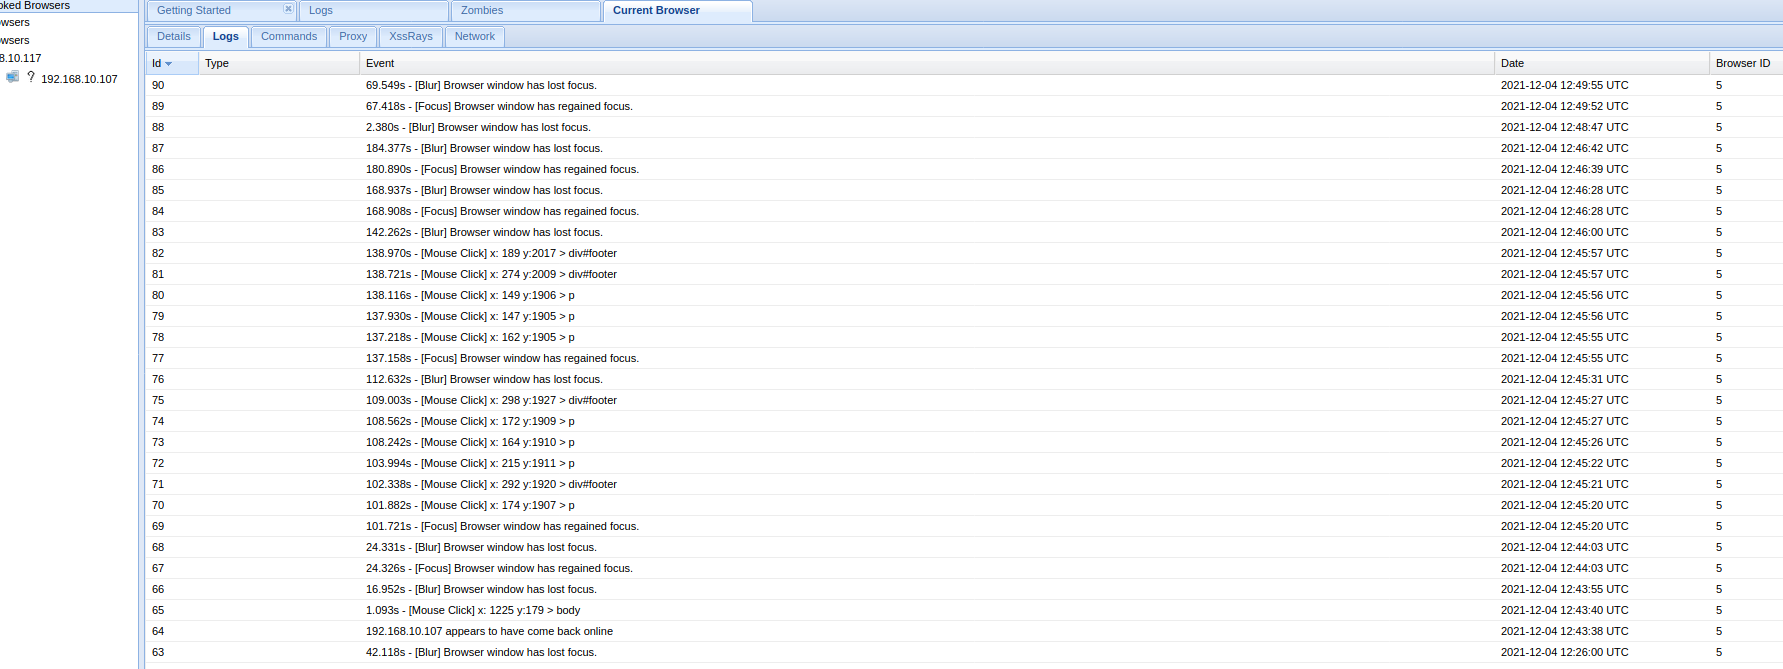 oked Browsers
Getting Started Logs Zombies Current Browser
owsers
owsers
Details Logs Commands Proxy XssRays Network
8.10.117
? 192.168.10.107
Id Type Event Date Browser ID
90 69.549s - [Blur] Browser window has lost focus. 2021-12-04 12:49:55 UTC 5
89 67.418s - [Focus] Browser window has regained focus. 2021-12-04 12:49:52 UTC 5
88 2.380s - [Blur] Browser window has lost focus. 2021-12-04 12:48:47 UTC 5
87 184.377s - [Blur] Browser window has lost focus. 2021-12-04 12:46:42 UTC 5
86 180.890s - [Focus] Browser window has regained focus. 2021-12-04 12:46:39 UTC 5
85 168.937s - [Blur] Browser window has lost focus. 2021-12-04 12:46:28 UTC 5
84 168.908s - [Focus] Browser window has regained focus. 2021-12-04 12:46:28 UTC 5
83 142.262s - [Blur] Browser window has lost focus. 2021-12-04 12:46:00 UTC 5
82 138.970s - [Mouse Click] x: 189 y:2017 > div#footer 2021-12-04 12:45:57 UTC 5
81 138.721s - [Mouse Click] x: 274 y:2009 > div#footer 2021-12-04 12:45:57 UTC 5
80 138.116s - [Mouse Click] x: 149 y:1906 > p 2021-12-04 12:45:56 UTC 5
79 137.930s - [Mouse Click] x: 147 y:1905 > p 2021-12-04 12:45:56 UTC 5
78 137.218s - [Mouse Click] x: 162 y:1905 > p 2021-12-04 12:45:55 UTC 5
77 137.158s - [Focus] Browser window has regained focus. 2021-12-04 12:45:55 UTC 5
76 112.632s - [Blur] Browser window has lost focus. 2021-12-04 12:45:31 UTC 5
75 109.003s - [Mouse Click] x: 298 y:1927 > div#footer 2021-12-04 12:45:27 UTC 5
74 108.562s - [Mouse Click] x: 172 y:1909 > p 2021-12-04 12:45:27 UTC 5
73 108.242s - [Mouse Click] x: 164 y:1910 > p 2021-12-04 12:45:26 UTC 5
72 103.994s - [Mouse Click] x: 215 y:1911 > p 2021-12-04 12:45:22 UTC 5
71 102.338s - [Mouse Click] x: 292 y:1920 > div#footer 2021-12-04 12:45:21 UTC 5
70 101.882s - [Mouse Click] x: 174 y:1907 > p 2021-12-04 12:45:20 UTC 5
69 101.721s - [Focus] Browser window has regained focus. 2021-12-04 12:45:20 UTC 5
68 24.331s - [Blur] Browser window has lost focus. 2021-12-04 12:44:03 UTC 5
67 24.326s - [Focus] Browser window has regained focus. 2021-12-04 12:44:03 UTC 5
66 16.952s - [Blur] Browser window has lost focus. 2021-12-04 12:43:55 UTC 5
65 1.093s - [Mouse Click] x: 1225 y:179 > body 2021-12-04 12:43:40 UTC 5
64 192.168.10.107 appears to have come back online 2021-12-04 12:43:38 UTC 5
63 42.118s - [Blur] Browser window has lost focus. 2021-12-04 12:26:00 UTC 5